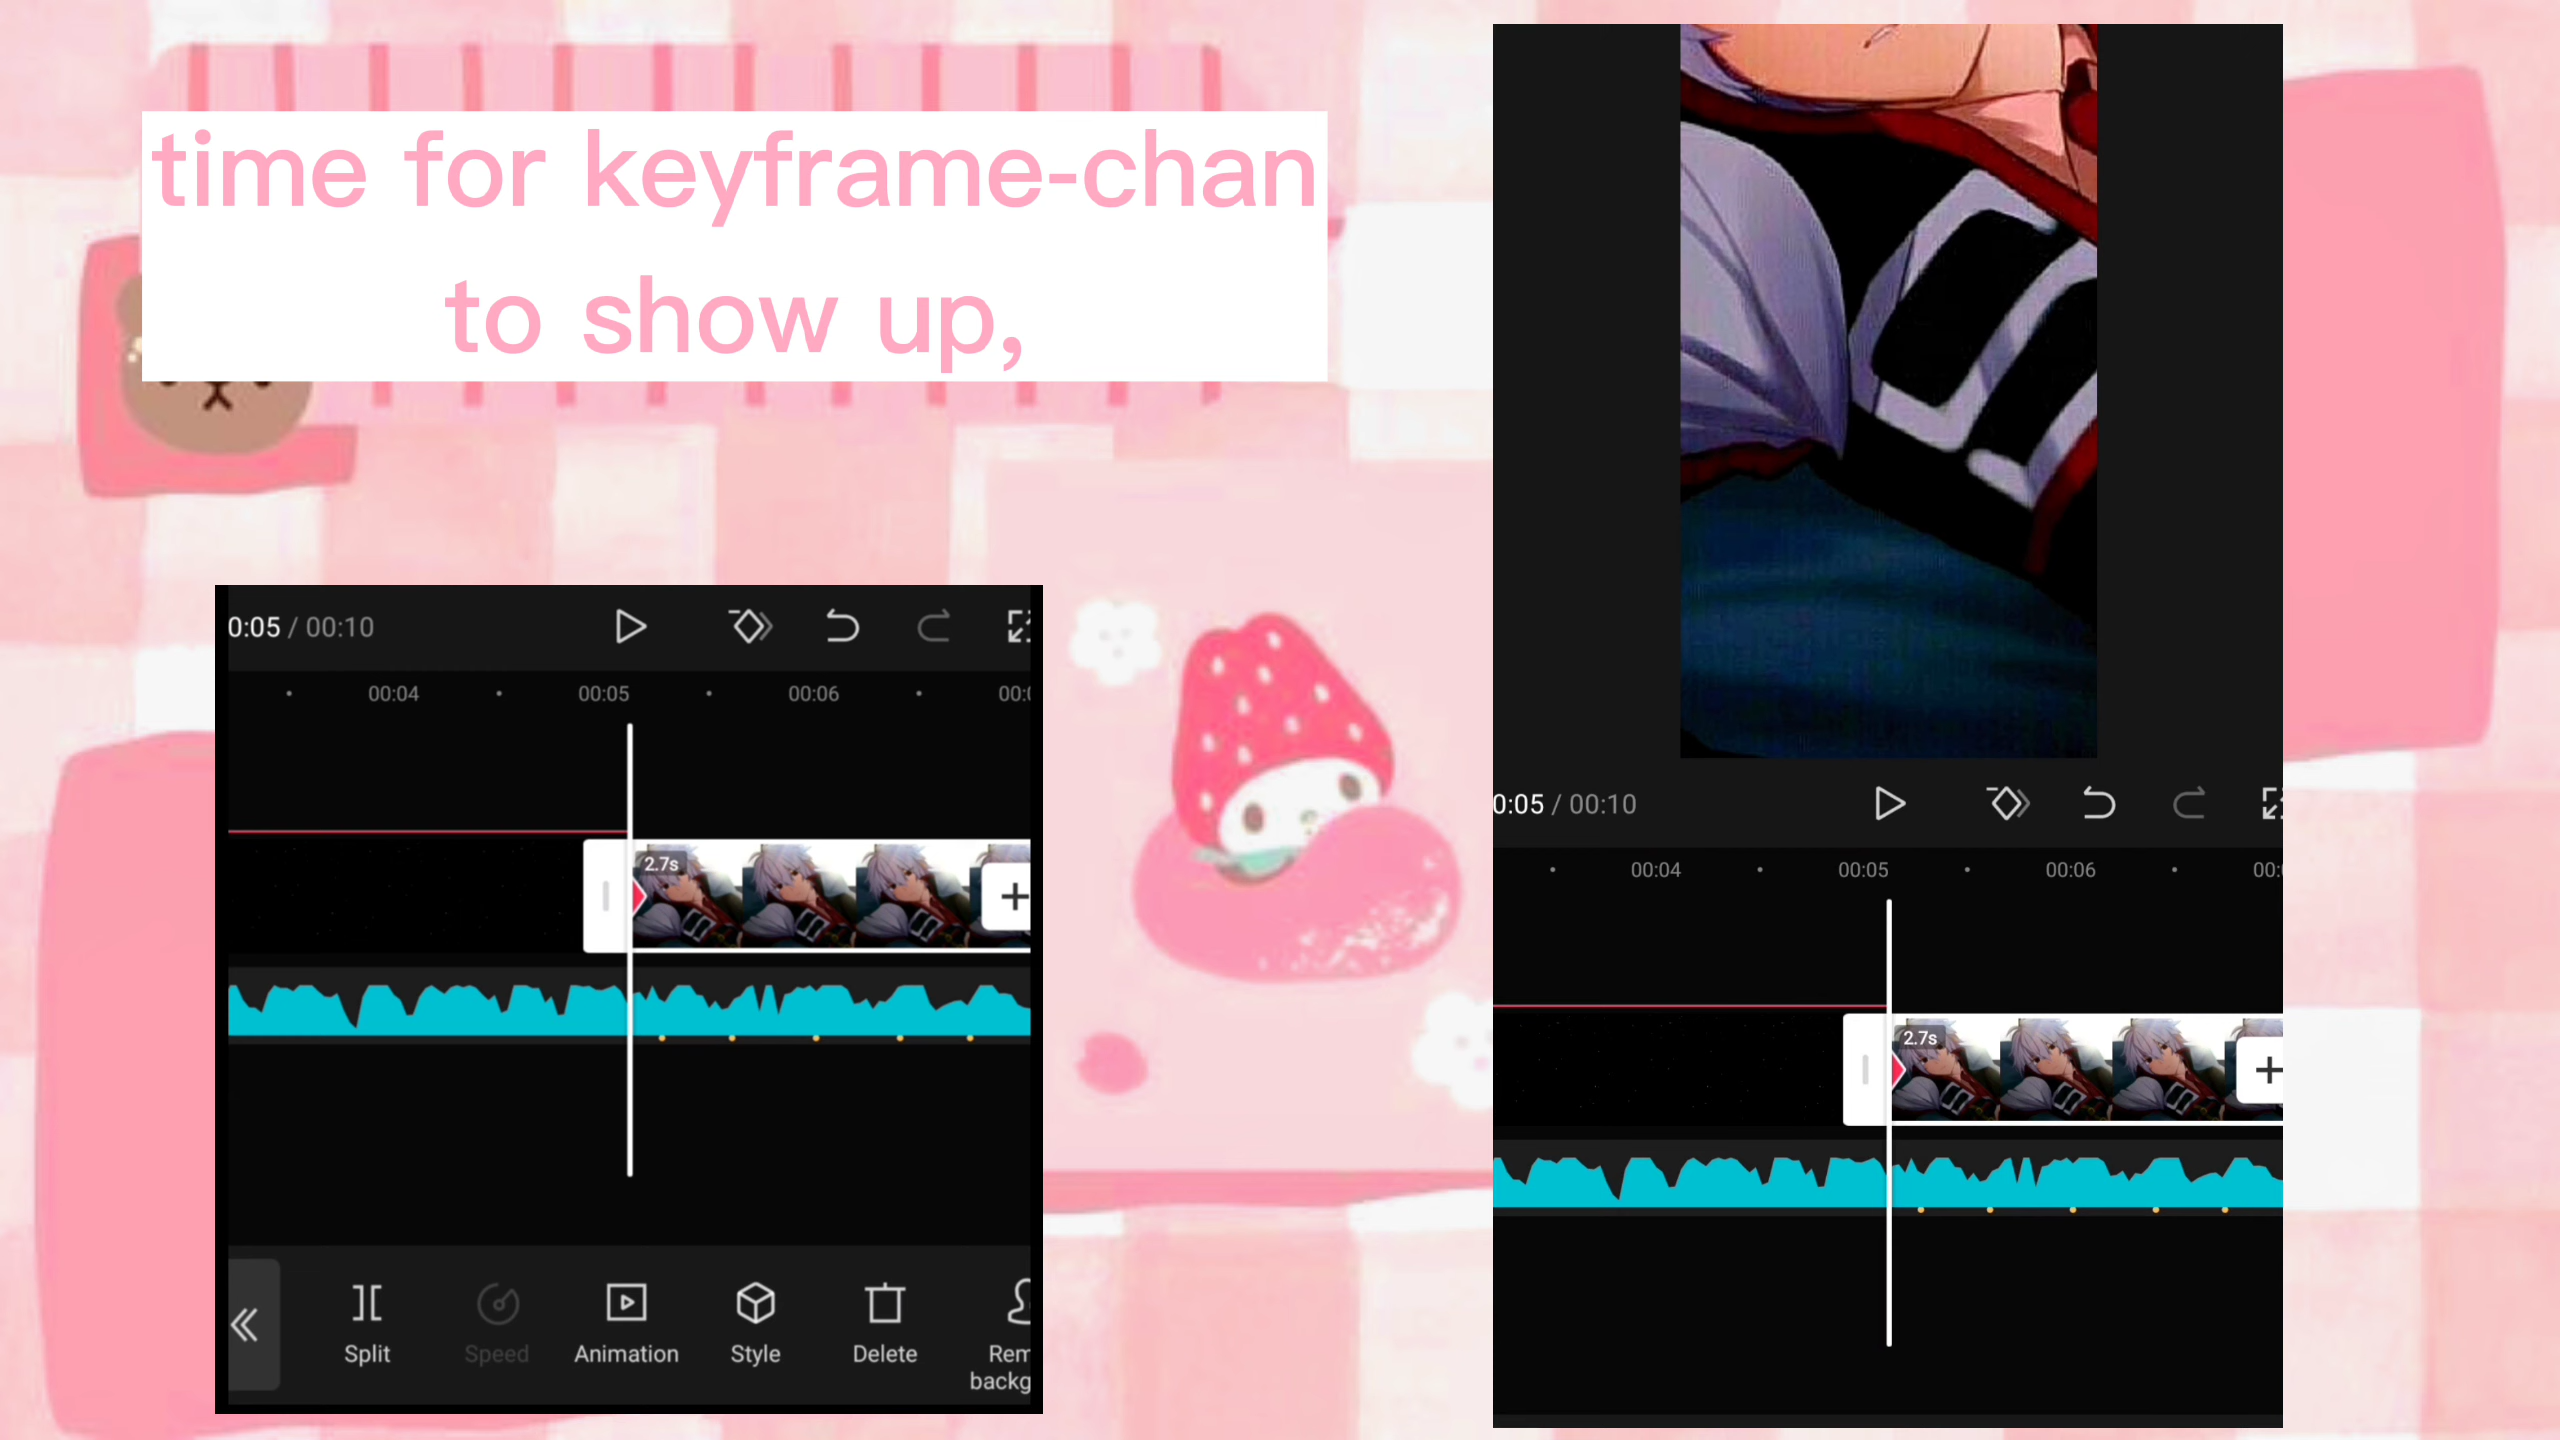 time for keyframe-chan
to show up,
0:05 / 00:10
00:04 00:05 00:06
2.7s
Split Speed Animation Style Delete
0:05 / 00:10
00:04 00:05 00:06
2.7s